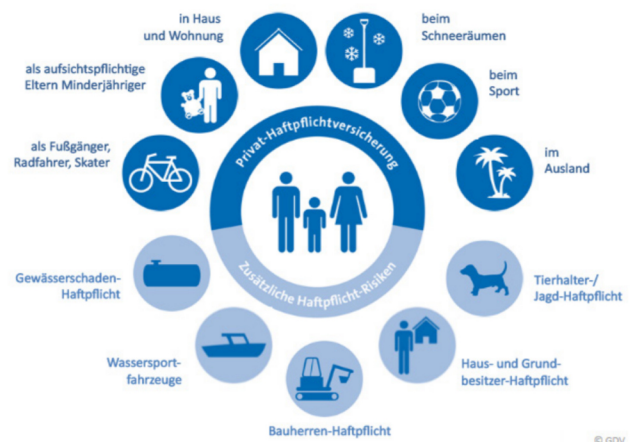 in Haus
und Wohnung
beim
Schneeräumen
als aufsichtspflichtige
Eltern Minderjähriger
beim
Sport
als Fußgänger,
Radfahrer, Skater
im
Ausland
Privat-Haftpflichtversicherung
Zusätzliche Haftpflicht-Risiken
Gewässerschaden-
Haftpflicht
Tierhalter-/
Jagd-Haftpflicht
Wassersport-
fahrzeuge
Haus- und Grund-
besitzer-Haftpflicht
Bauherren-Haftpflicht
© GDV